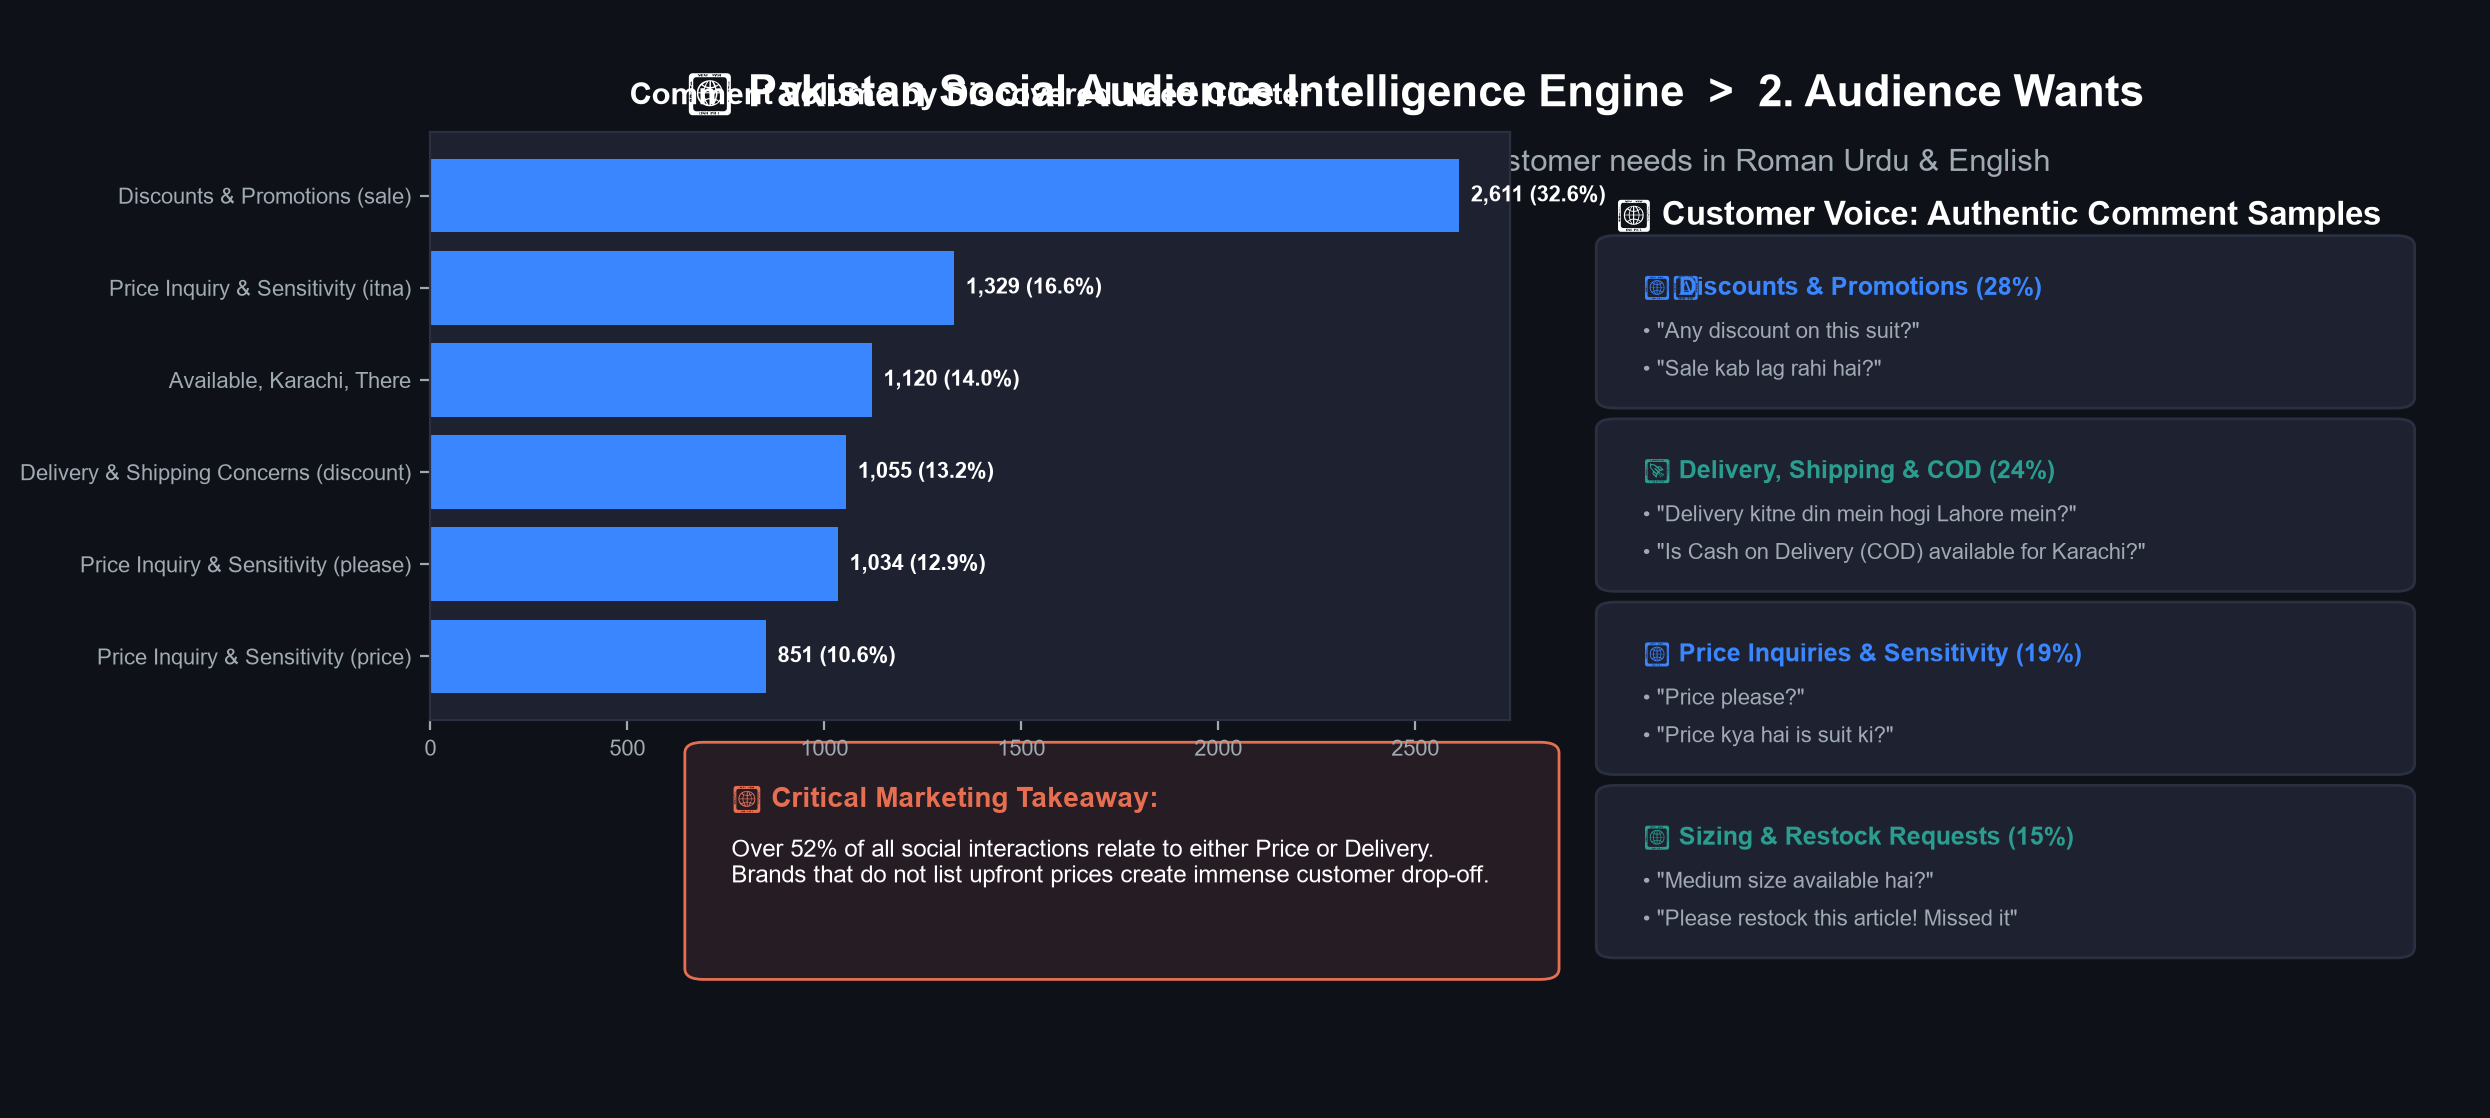 Pakistan Social Audience Intelligence Engine > 2. Audience Wants
Comment Volume by Discovered Need Cluster
stomer needs in Roman Urdu & English
Discounts & Promotions (sale)
2,611 (32.6%)
Price Inquiry & Sensitivity (itna)
1,329 (16.6%)
Available, Karachi, There
1,120 (14.0%)
Delivery & Shipping Concerns (discount)
1,055 (13.2%)
Price Inquiry & Sensitivity (please)
1,034 (12.9%)
Price Inquiry & Sensitivity (price)
851 (10.6%)
0 500 1000 1500 2000 2500
Critical Marketing Takeaway:
Over 52% of all social interactions relate to either Price or Delivery.
Brands that do not list upfront prices create immense customer drop-off.
Customer Voice: Authentic Comment Samples
Discounts & Promotions (28%)
• "Any discount on this suit?"
• "Sale kab lag rahi hai?"
Delivery, Shipping & COD (24%)
• "Delivery kitne din mein hogi Lahore mein?"
• "Is Cash on Delivery (COD) available for Karachi?"
Price Inquiries & Sensitivity (19%)
• "Price please?"
• "Price kya hai is suit ki?"
Sizing & Restock Requests (15%)
• "Medium size available hai?"
• "Please restock this article! Missed it"